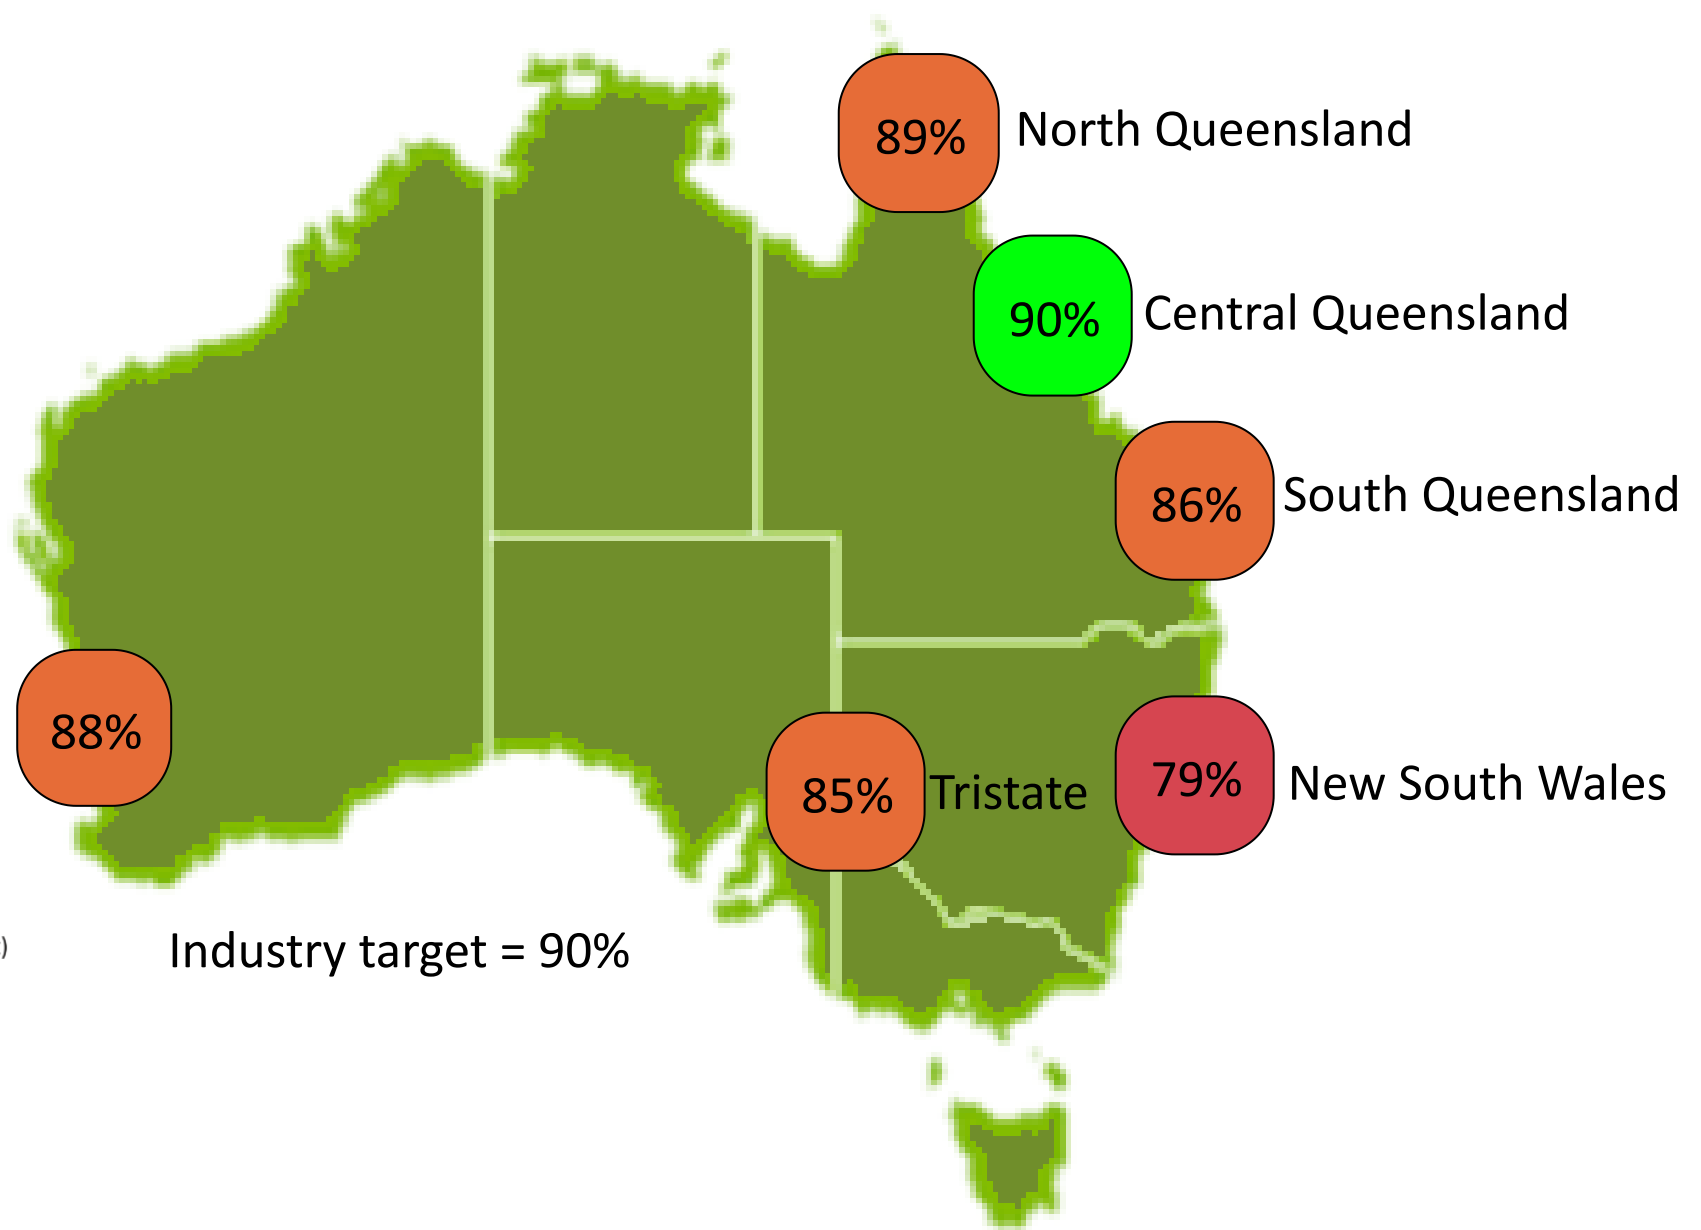 89%
North Queensland
90%
Central Queensland
86%
South Queensland
88%
85%
Tristate
79%
New South Wales
Industry target = 90%
)